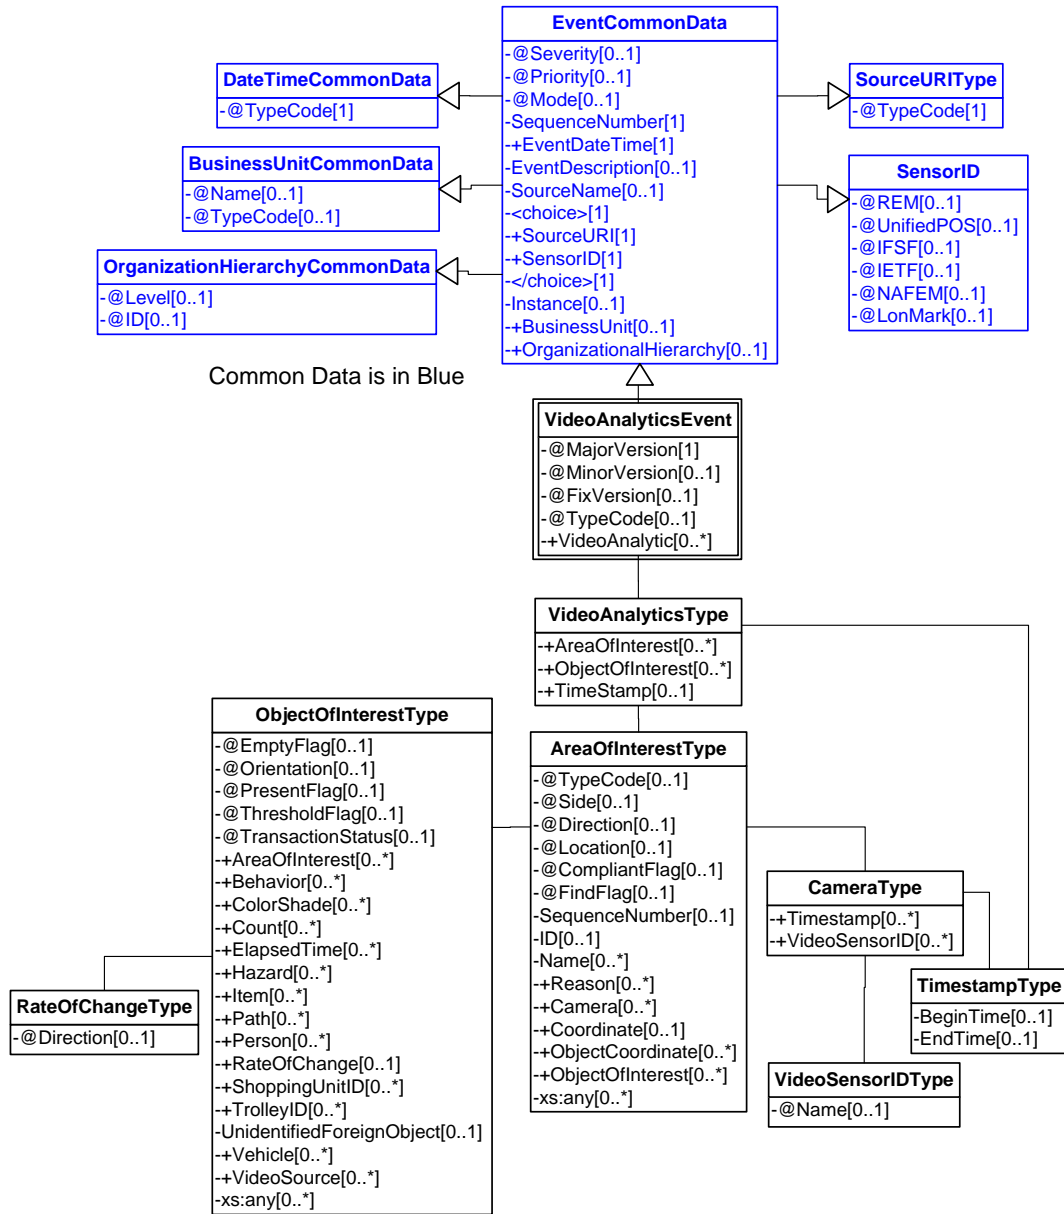 EventCommonData
-@Severity[0..1]
-@Priority[0..1]
-@Mode[0..1]
-SequenceNumber[1]
-+EventDateTime[1]
-EventDescription[0..1]
-SourceName[0..1]
-<choice>[1]
-+SourceURI[1]
-+SensorID[1]
-</choice>[1]
-Instance[0..1]
-+BusinessUnit[0..1]
-+OrganizationalHierarchy[0..1]
DateTimeCommonData
-@TypeCode[1]
BusinessUnitCommonData
-@Name[0..1]
-@TypeCode[0..1]
OrganizationHierarchyCommonData
-@Level[0..1]
-@ID[0..1]
SourceURIType
-@TypeCode[1]
SensorID
-@REM[0..1]
-@UnifiedPOS[0..1]
-@IFSF[0..1]
-@IETF[0..1]
-@NAFEM[0..1]
-@LonMark[0..1]
Common Data is in Blue
VideoAnalyticsEvent
-@MajorVersion[1]
-@MinorVersion[0..1]
-@FixVersion[0..1]
-@TypeCode[0..1]
-+VideoAnalytic[0..*]
VideoAnalyticsType
-+AreaOfInterest[0..*]
-+ObjectOfInterest[0..*]
-+TimeStamp[0..1]
ObjectOfInterestType
-@EmptyFlag[0..1]
-@Orientation[0..1]
-@PresentFlag[0..1]
-@ThresholdFlag[0..1]
-@TransactionStatus[0..1]
-+AreaOfInterest[0..*]
-+Behavior[0..*]
-+ColorShade[0..*]
-+Count[0..*]
-+ElapsedTime[0..*]
-+Hazard[0..*]
-+Item[0..*]
-+Path[0..*]
-+Person[0..*]
-+RateOfChange[0..1]
-+ShoppingUnitID[0..*]
-+TrolleyID[0..*]
-UnidentifiedForeignObject[0..1]
-+Vehicle[0..*]
-+VideoSource[0..*]
-xs:any[0..*]
AreaOfInterestType
-@TypeCode[0..1]
-@Side[0..1]
-@Direction[0..1]
-@Location[0..1]
-@CompliantFlag[0..1]
-@FindFlag[0..1]
-SequenceNumber[0..1]
-ID[0..1]
-Name[0..*]
-+Reason[0..*]
-+Camera[0..*]
-+Coordinate[0..1]
-+ObjectCoordinate[0..*]
-+ObjectOfInterest[0..*]
-xs:any[0..*]
CameraType
-+Timestamp[0..*]
-+VideoSensorID[0..*]
RateOfChangeType
-@Direction[0..1]
TimestampType
-BeginTime[0..1]
-EndTime[0..1]
VideoSensorIDType
-@Name[0..1]